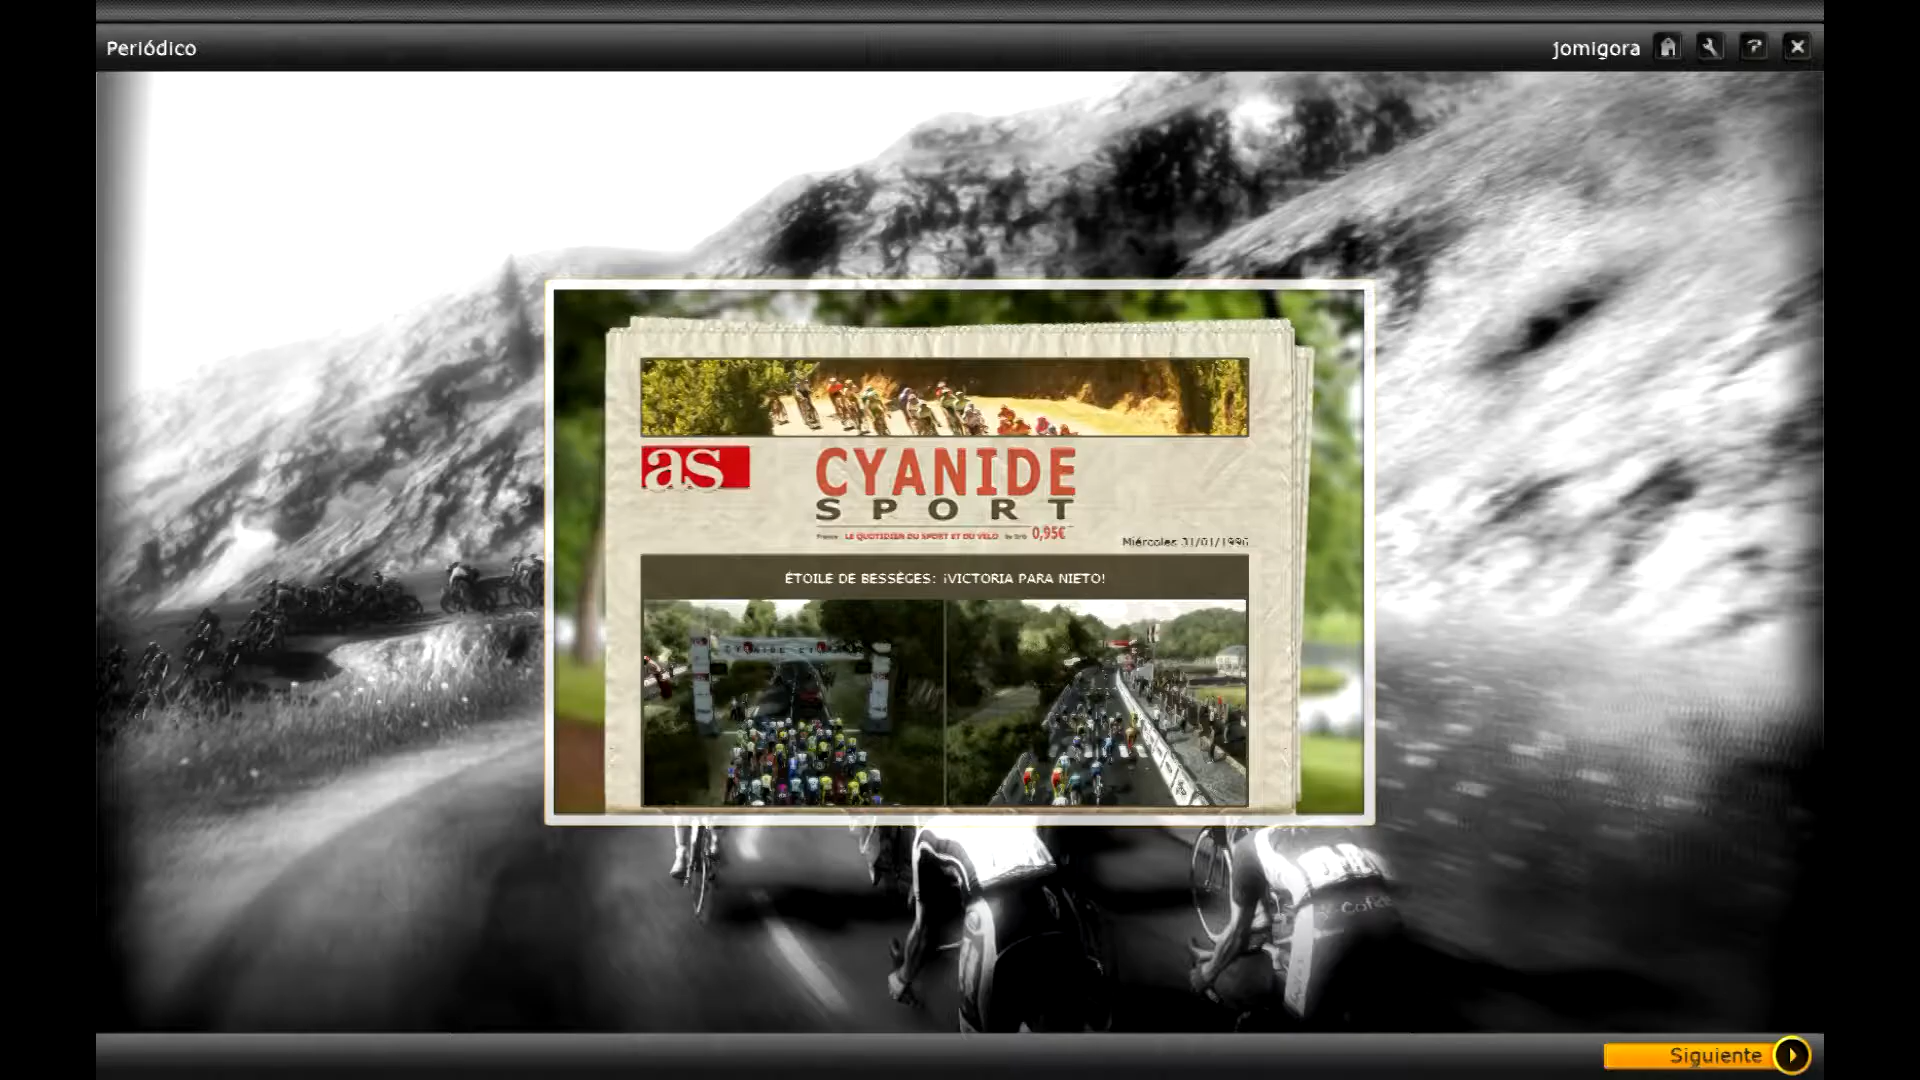 Periódico
jomigora
as
CYANIDE
SPORT
France LE QUOTIDIEN DU SPORT ET DU VELO 0,95€
Miércoles 31/01/1996
ÉTOILE DE BESSÈGES: ¡VICTORIA PARA NIETO!
Siguiente